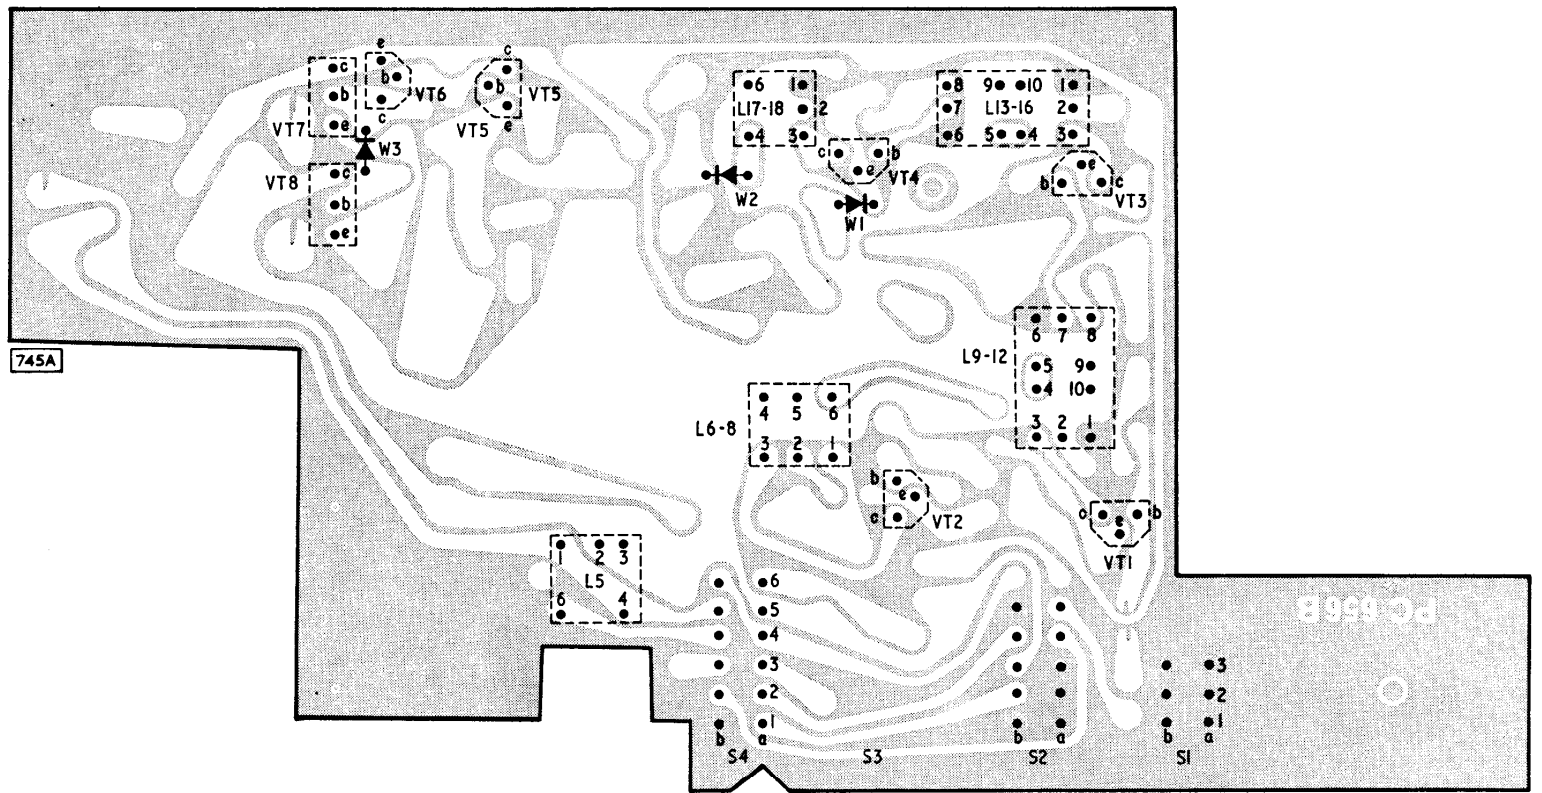 e
c b VT6 c
b VT5
c
b VT7
e W3
VT5 e
c VT8
b
e
6 1
L17-18 2
4 3
8 9 10 1
7 L13-16 2
6 5 4 3
c b
e VT4
W2
W1
e
b c
VT3
745A
6 7 8
L9-12
5 9
4 10
3 2 1
4 5 6
L6-8
3 2 1
b
e
c VT2
c e b
VT1
1 2 3
L5
6 4
6
5
4
3
2
1
b a
S4 S3
b a
S2
3
2
1
b a
S1
PC 656B